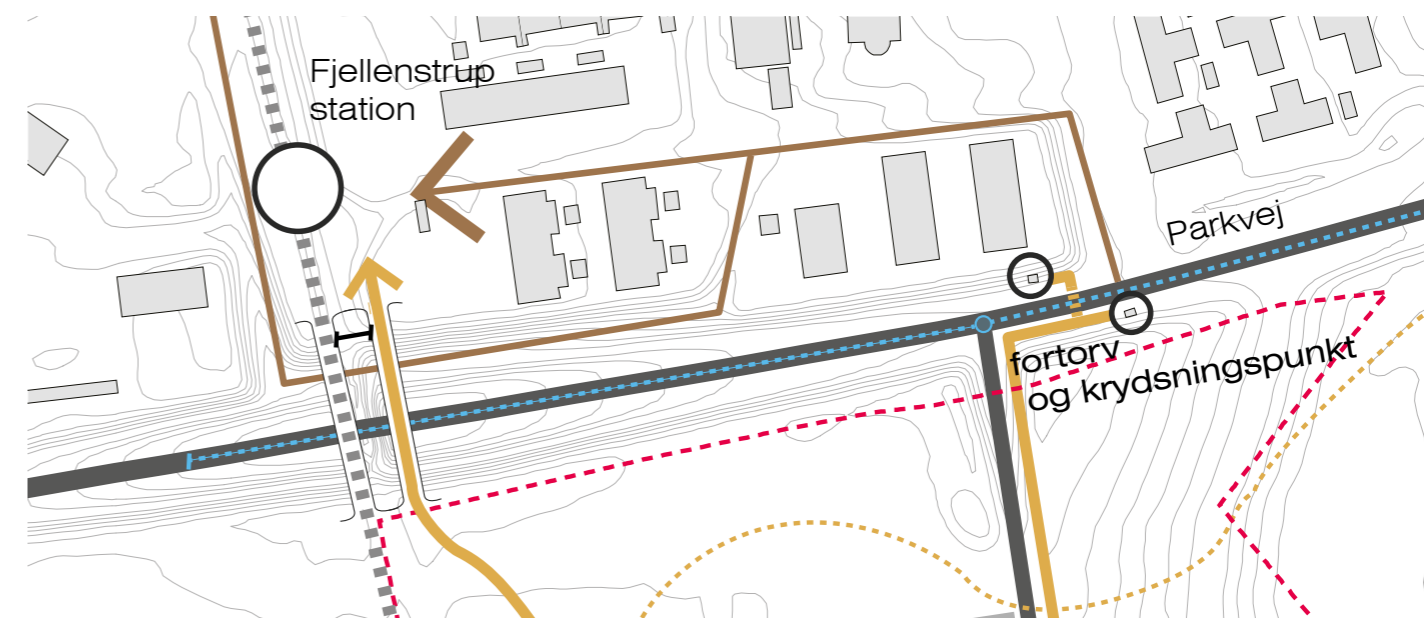 Fjellenstrup
station
Parkvej
fortorv
og krydsningspunkt